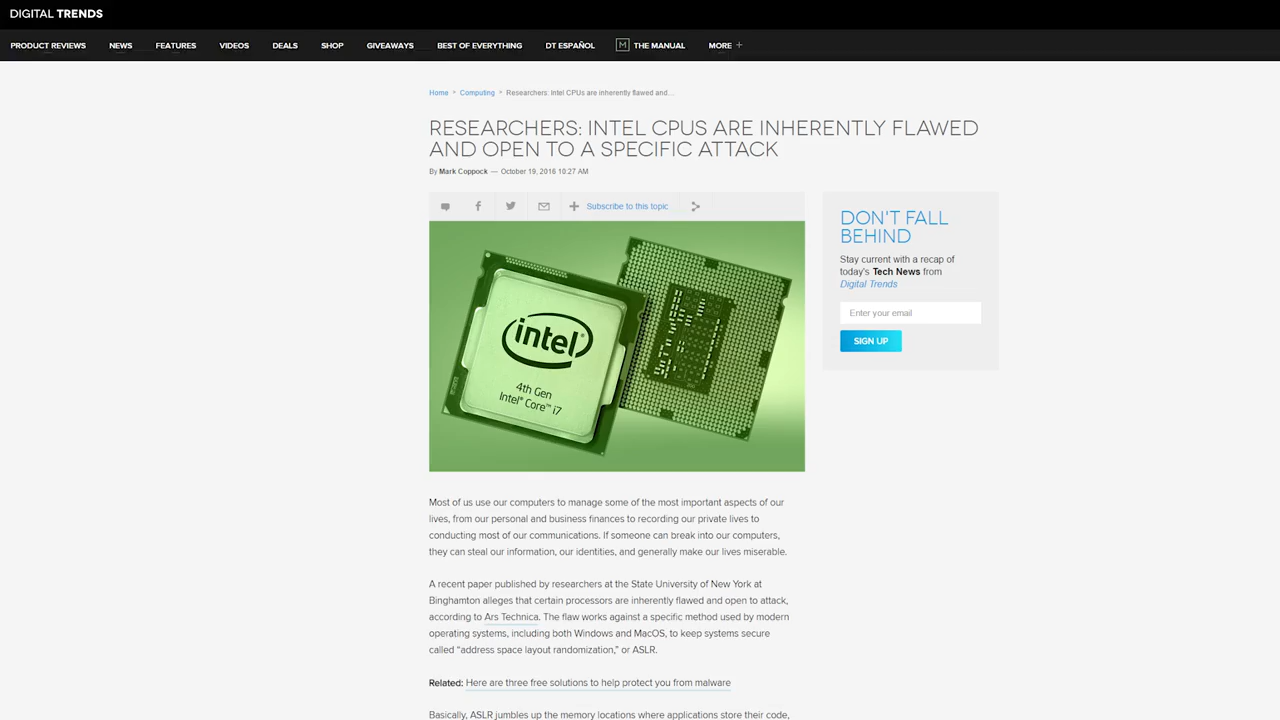 DIGITAL TRENDS
PRODUCT REVIEWS NEWS FEATURES VIDEOS DEALS SHOP GIVEAWAYS BEST OF EVERYTHING DT ESPAÑOL M THE MANUAL MORE +
Home Computing Researchers: Intel CPUs are inherently flawed and...
RESEARCHERS: INTEL CPUS ARE INHERENTLY FLAWED
AND OPEN TO A SPECIFIC ATTACK
By Mark Coppock — October 19, 2016 10:27 AM
Subscribe to this topic
intel®
4th Gen
Intel® Core™ i7
DON'T FALL
BEHIND
Stay current with a recap of
today's Tech News from
Digital Trends
Enter your email
SIGN UP
Most of us use our computers to manage some of the most important aspects of our
lives, from our personal and business finances to recording our private lives to
conducting most of our communications. If someone can break into our computers,
they can steal our information, our identities, and generally make our lives miserable.
A recent paper published by researchers at the State University of New York at
Binghamton alleges that certain processors are inherently flawed and open to attack,
according to Ars Technica. The flaw works against a specific method used by modern
operating systems, including both Windows and MacOS, to keep systems secure
called “address space layout randomization,” or ASLR.
Related: Here are three free solutions to help protect you from malware
Basically, ASLR jumbles up the memory locations where applications store their code,